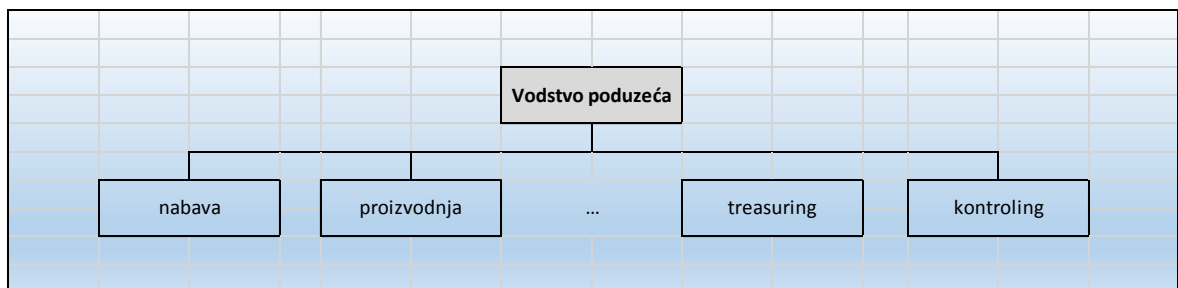 Vodstvo poduzeća
nabava
proizvodnja
...
treasuring
kontroling